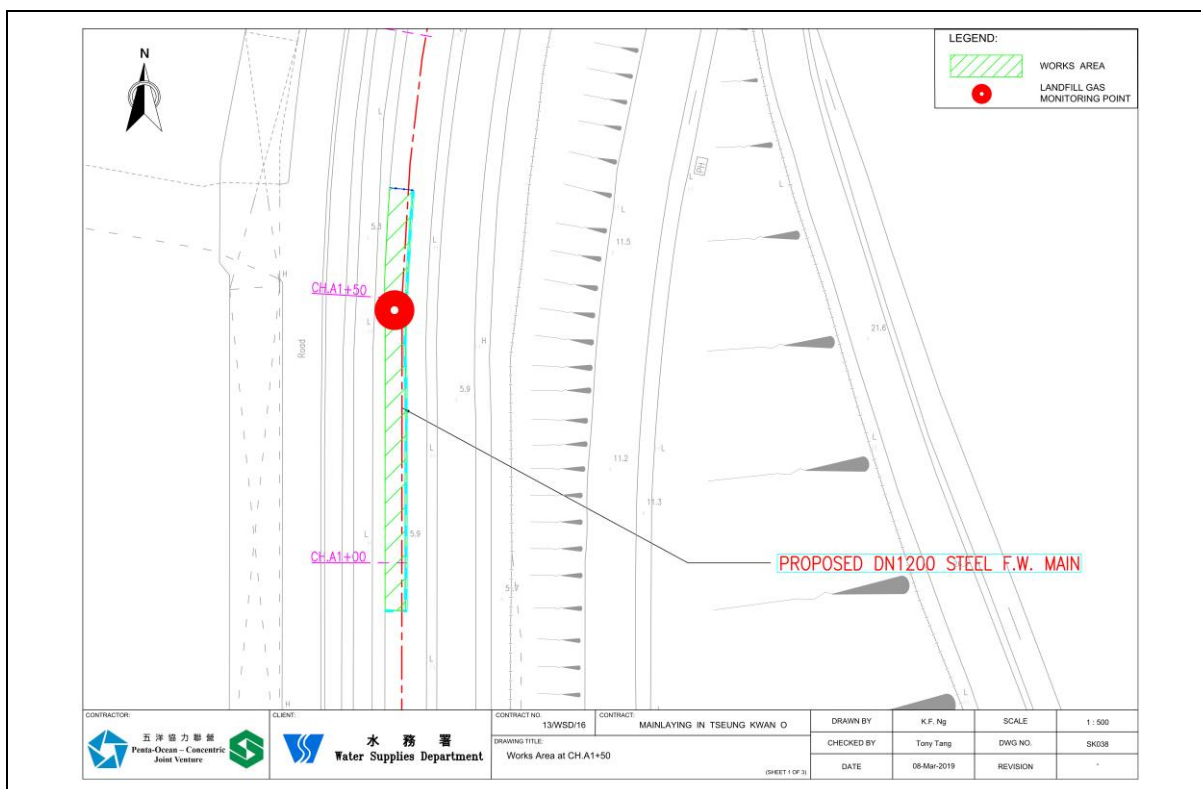 LEGEND:
WORKS AREA
LANDFILL GAS
MONITORING POINT
N
L
L
5.3
L
RH
L
L
11.5
H
CH.A1+50
L
L
Road
H
21.6
5.9
L
L
11.2
L
L
11.3
L
5.9
CH.A1+00
PROPOSED DN1200 STEEL F.W. MAIN
L
L
H
CONTRACTOR:
五洋協力聯營
Penta-Ocean – Concentric
Joint Venture
CLIENT:
水務署
Water Supplies Department
CONTRACT NO.
13/WSD/16
CONTRACT:
MAINLAYING IN TSEUNG KWAN O
DRAWING TITLE:
Works Area at CH.A1+50
(SHEET 1 OF 3)
DRAWN BY
K.F. Ng
SCALE
1 : 500
CHECKED BY
Tony Tang
DWG NO.
SK038
DATE
08-Mar-2019
REVISION
-